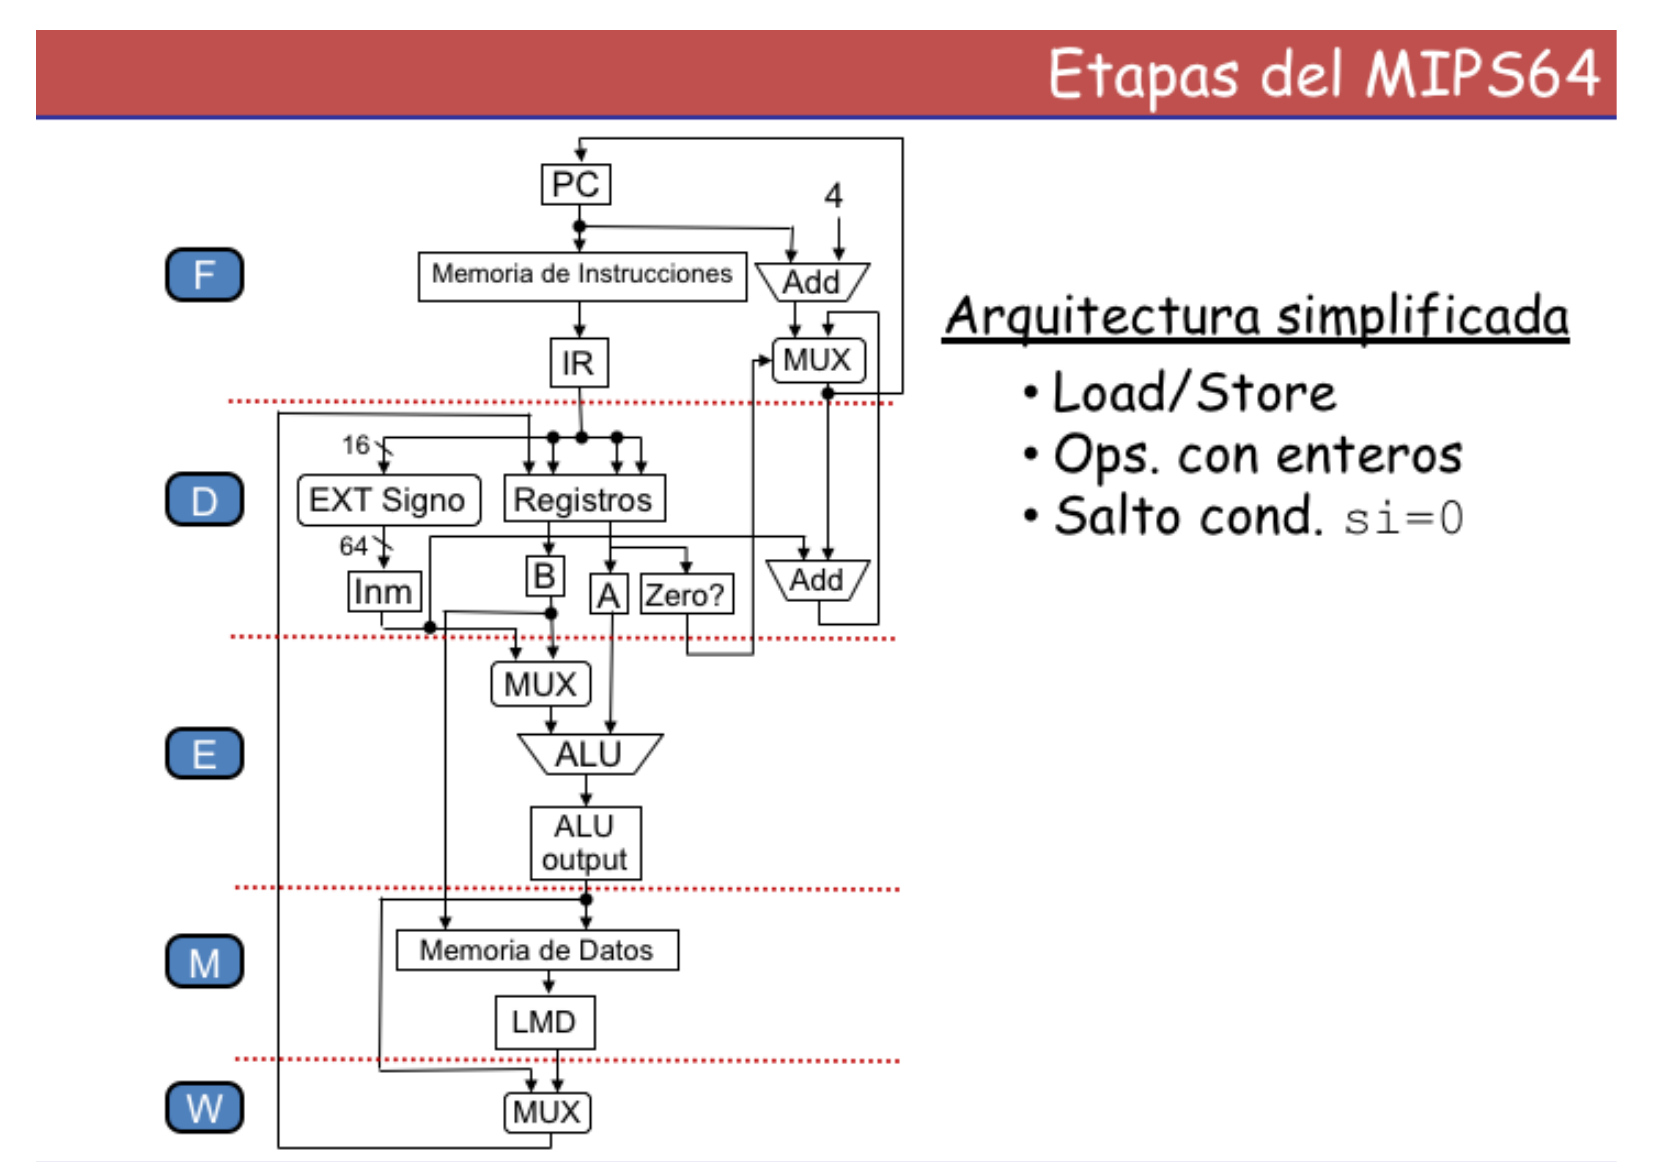 Etapas del MIPS64
PC
4
F
Memoria de Instrucciones
Add
IR
MUX
Arquitectura simplificada
• Load/Store
• Ops. con enteros
• Salto cond. si=0
16
D
EXT Signo
Registros
64
Inm
B
A
Zero?
Add
MUX
E
ALU
ALU
output
M
Memoria de Datos
LMD
W
MUX